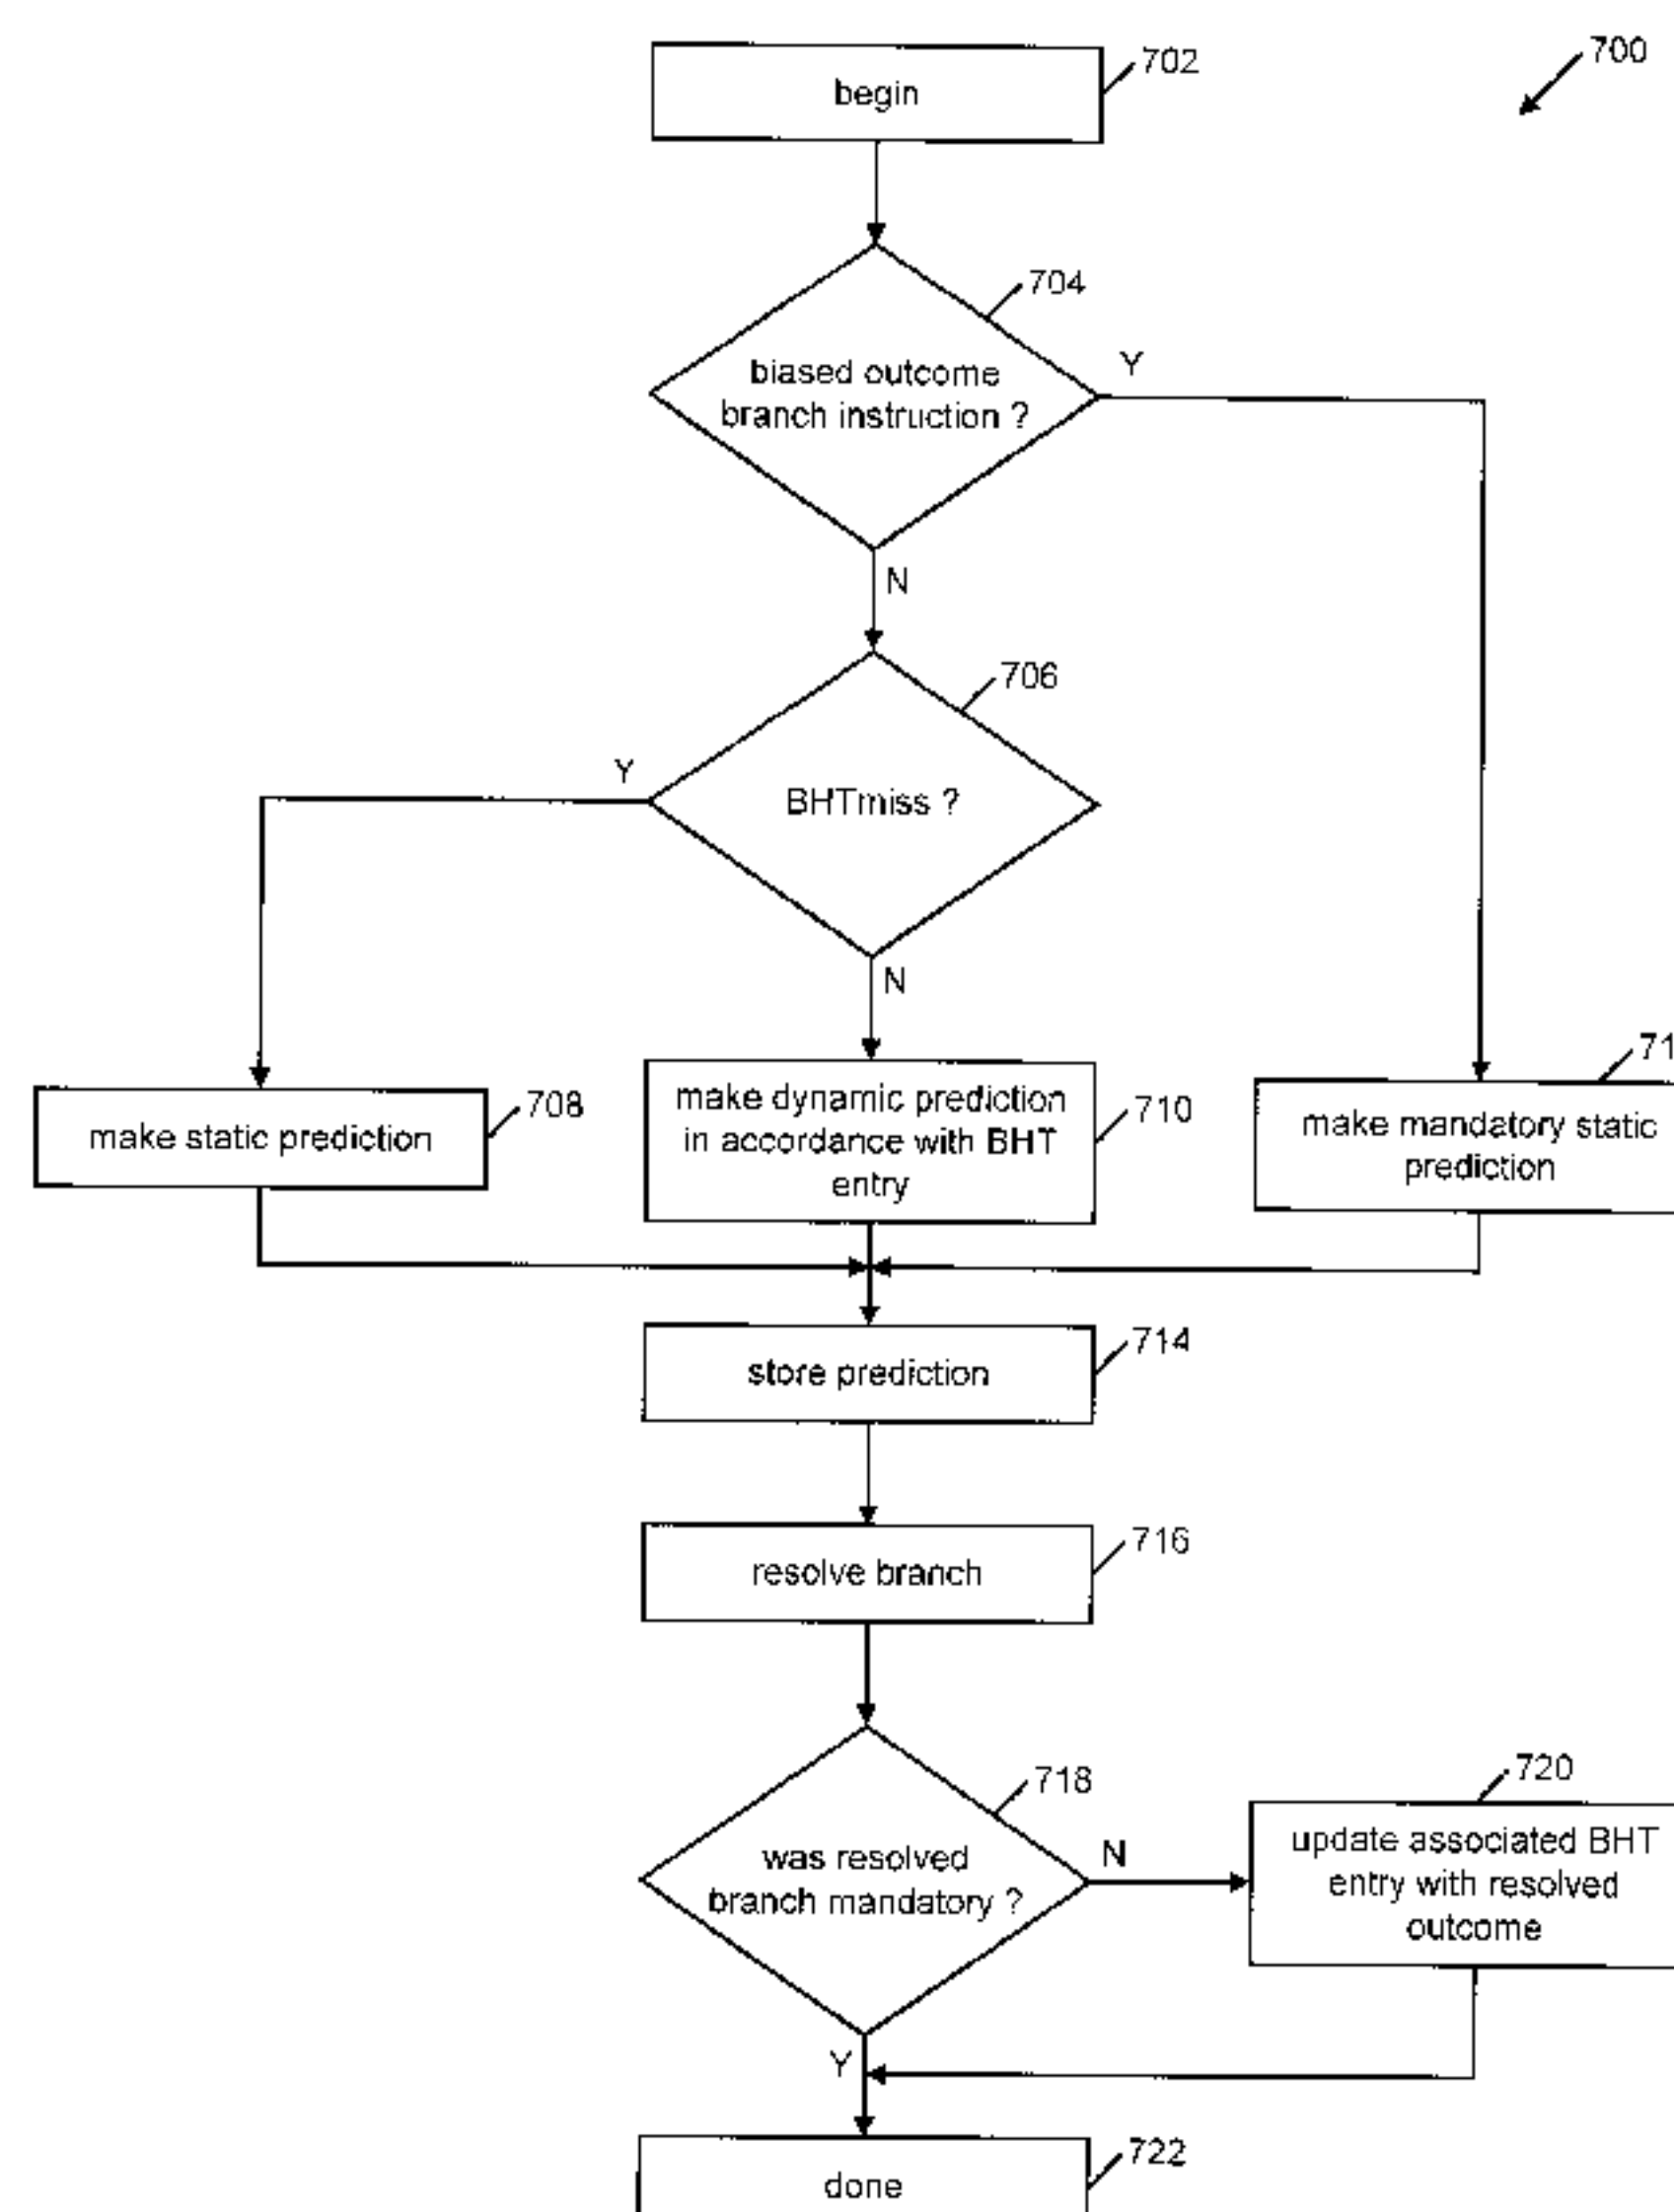 702
700
begin
704
biased outcome
branch instruction ?
Y
N
706
Y
BHTmiss ?
N
708
make static prediction
710
make dynamic prediction
in accordance with BHT
entry
make mandatory static
prediction
714
store prediction
716
resolve branch
718
was resolved
branch mandatory ?
N
720
update associated BHT
entry with resolved
outcome
Y
722
done